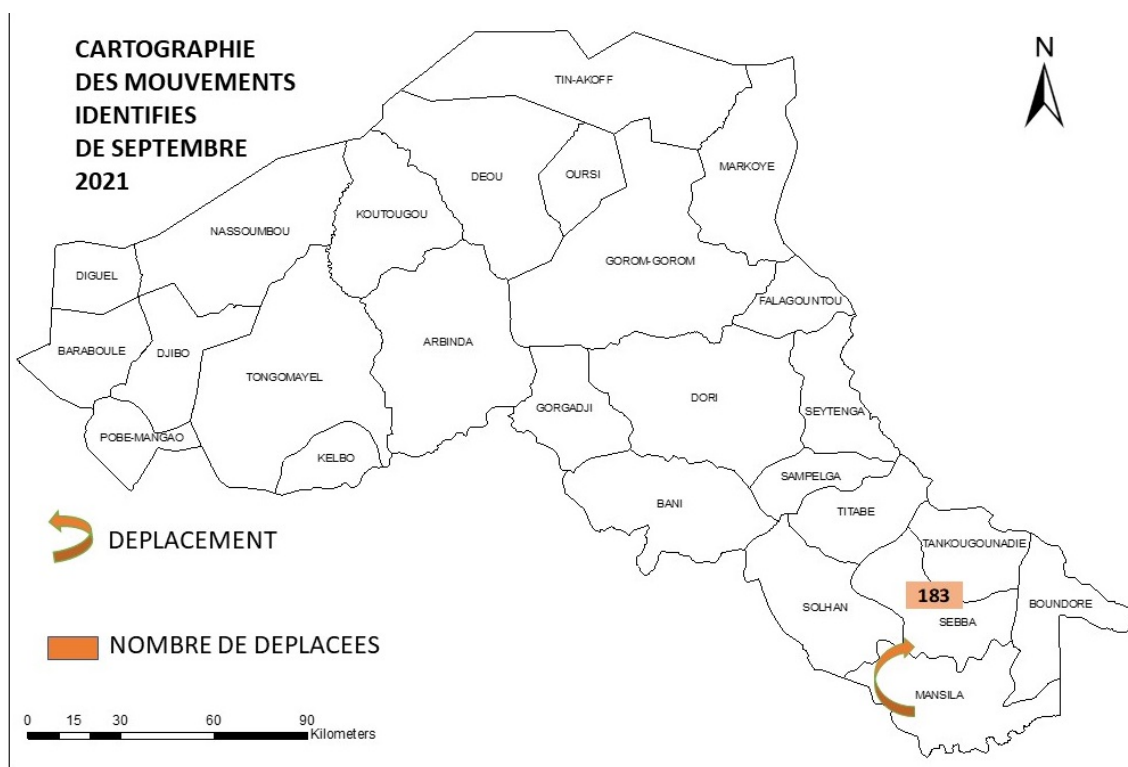 CARTOGRAPHIE
DES MOUVEMENTS
IDENTIFIES
DE SEPTEMBRE
2021
N
TIN-AKOFF
MARKOYE
DEOU
OURSI
KOUTOUGOU
NASSOUMBOU
GOROM-GOROM
DIGUEL
FALAGOUNTOU
ARBINDA
BARABOULE
DJIBO
TONGOMAYEL
DORI
GORGADJI
SEYTENGA
POBE-MANGAO
KELBO
SAMPELGA
BANI
TITABE
DEPLACEMENT
TANKOUGOUNADIE
183
SOLHAN
BOUNDORE
SEBBA
NOMBRE DE DEPLACEES
MANSILA
0 15 30 60 90
Kilometers